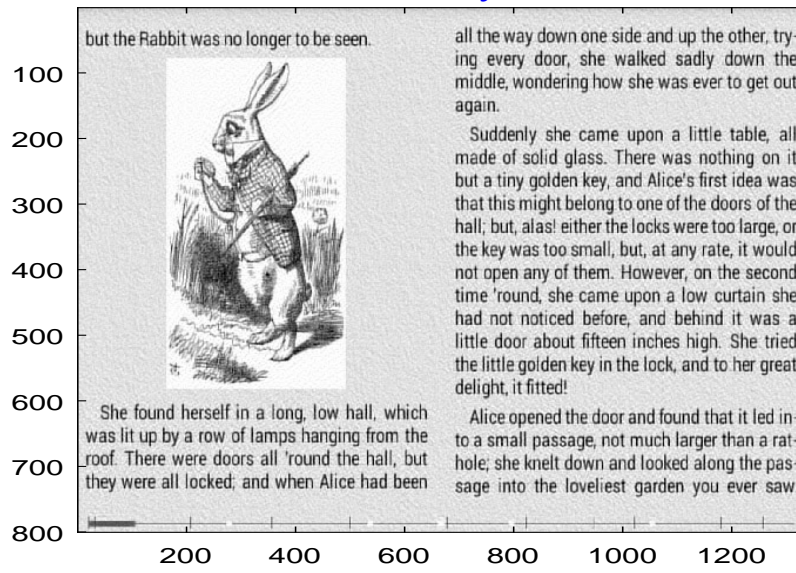 but the Rabbit was no longer to be seen.
She found herself in a long, low hall, which
was lit up by a row of lamps hanging from the
roof. There were doors all 'round the hall, but
they were all locked; and when Alice had been
all the way down one side and up the other, try-
ing every door, she walked sadly down the
middle, wondering how she was ever to get out
again.
Suddenly she came upon a little table, all
made of solid glass. There was nothing on it
but a tiny golden key, and Alice's first idea was
that this might belong to one of the doors of the
hall; but, alas! either the locks were too large, or
the key was too small, but, at any rate, it would
not open any of them. However, on the second
time 'round, she came upon a low curtain she
had not noticed before, and behind it was a
little door about fifteen inches high. She tried
the little golden key in the lock, and to her great
delight, it fitted!
Alice opened the door and found that it led in-
to a small passage, not much larger than a rat-
hole; she knelt down and looked along the pas-
sage into the loveliest garden you ever saw
100
200
300
400
500
600
700
800
200 400 600 800 1000 1200